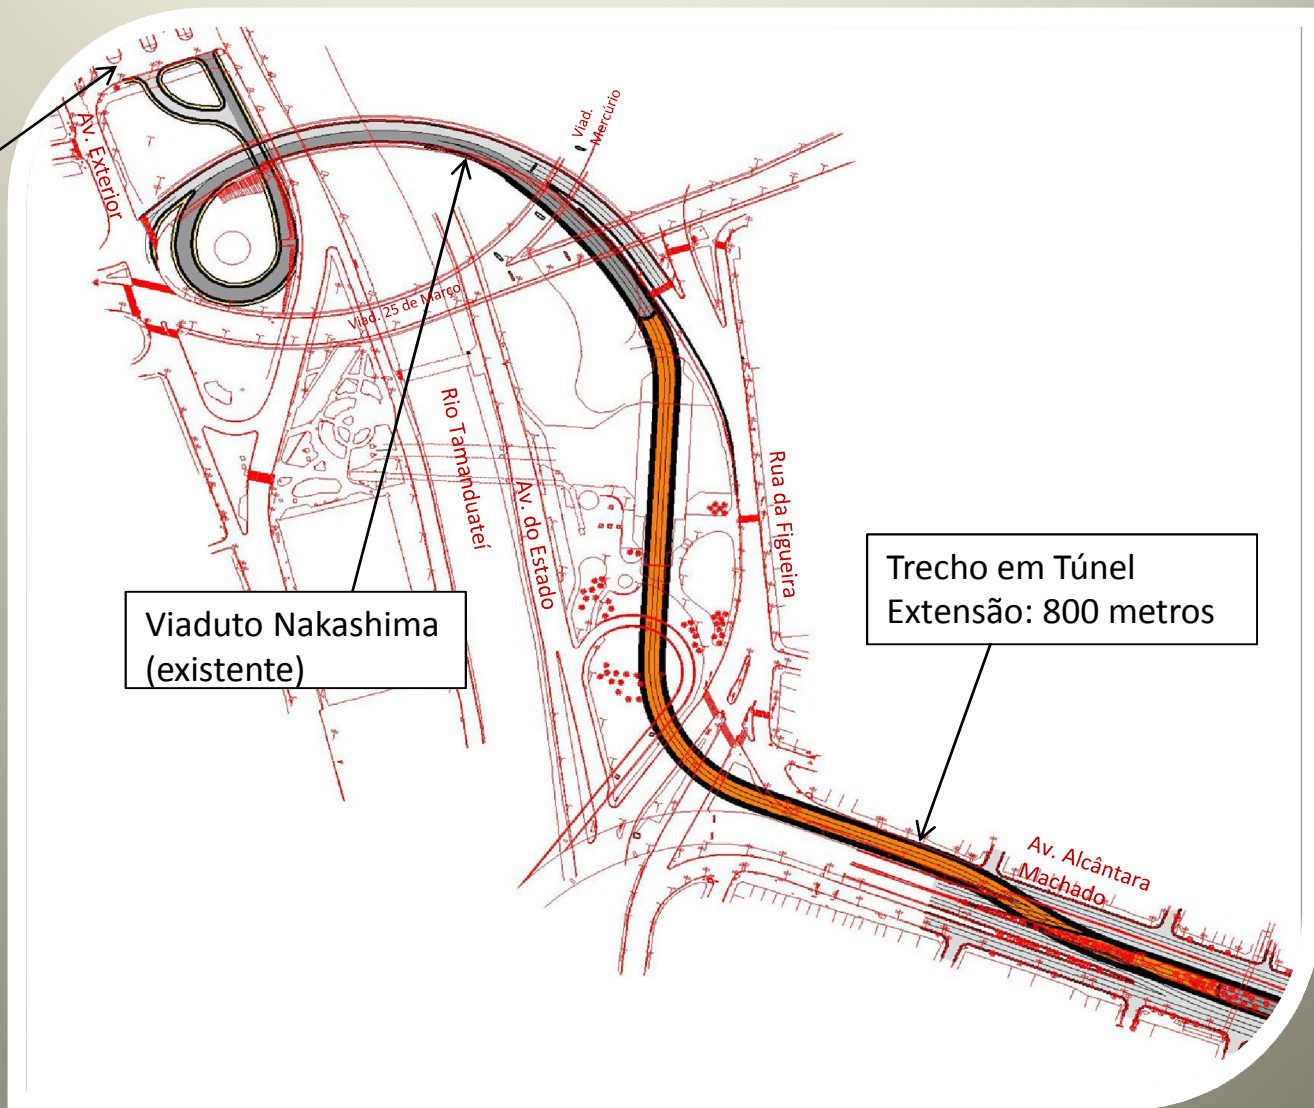 Av. Exterior
Viad.
Mercúrio
Viad. 25 de Março
Rio Tamanduateí
Av. do Estado
Rua da Figueira
Viaduto Nakashima
(existente)
Trecho em Túnel
Extensão: 800 metros
Av. Alcântara
Machado